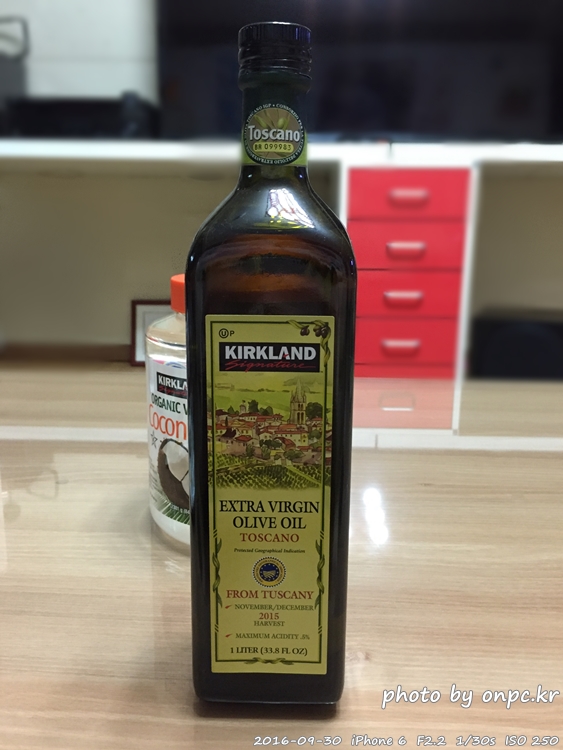 Toscano
ⓊP
KIRKLAND
Signature
KIRKLA
ORGANIC V
Cocon
EXTRA VIRGIN
OLIVE OIL
TOSCANO
Protected Geographical Indication
FROM TUSCANY
NOVEMBER/DECEMBER
2015
HARVEST
MAXIMUM ACIDITY .5%
1 LITER (33.8 FL OZ)
photo by onpc.kr
2016-09-30 iPhone 6 F2.2 1/30s ISO 250